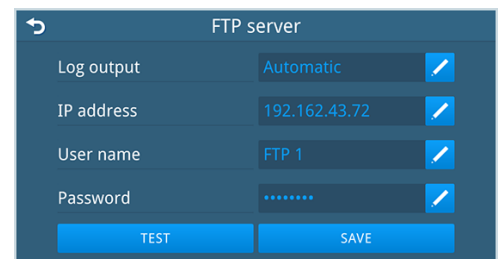 FTP server
Log output Automatic
IP address 192.162.43.72
User name FTP 1
Password ••••••••
TEST SAVE